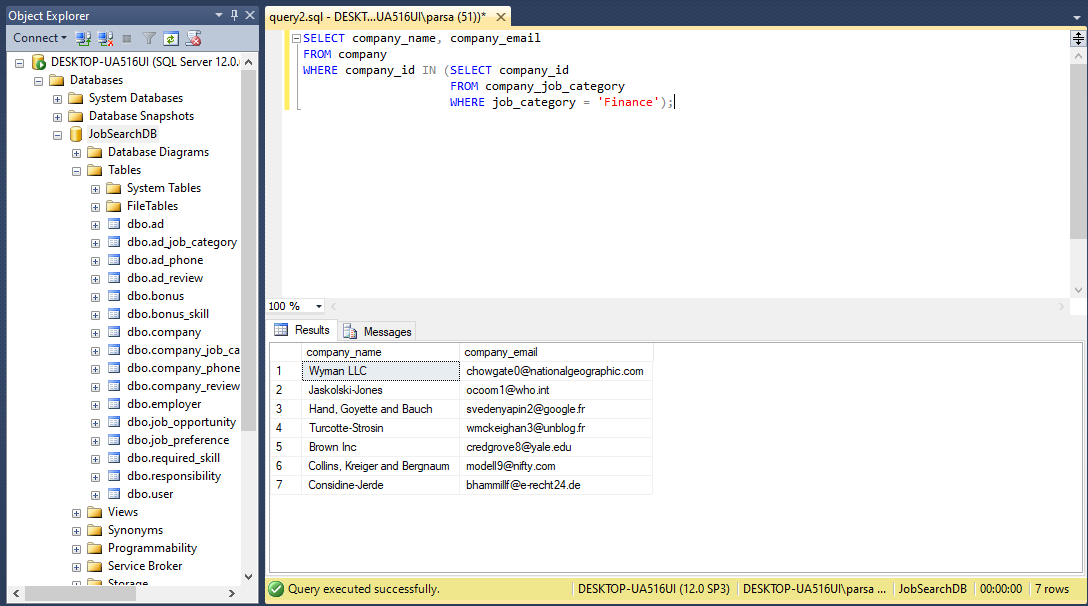 Object Explorer
Connect
DESKTOP-UA516UI (SQL Server 12.0.
Databases
System Databases
Database Snapshots
JobSearchDB
Database Diagrams
Tables
System Tables
FileTables
dbo.ad
dbo.ad_job_category
dbo.ad_phone
dbo.ad_review
dbo.bonus
dbo.bonus_skill
dbo.company
dbo.company_job_ca
dbo.company_phone
dbo.company_review
dbo.employer
dbo.job_opportunity
dbo.job_preference
dbo.required_skill
dbo.responsibility
dbo.user
Views
Synonyms
Programmability
Service Broker
Storage
query2.sql - DESKT...UA516UI\parsa (51))*
SELECT company_name, company_email
FROM company
WHERE company_id IN (SELECT company_id
FROM company_job_category
WHERE job_category = 'Finance');
100 %
Results Messages
company_name company_email
1 Wyman LLC chowgate0@nationalgeographic.com
2 Jaskolski-Jones ocoom1@who.int
3 Hand, Goyette and Bauch svedenyapin2@google.fr
4 Turcotte-Strosin wmckeighan3@unblog.fr
5 Brown Inc credgrove8@yale.edu
6 Collins, Kreiger and Bergnaum modell9@nifty.com
7 Considine-Jerde bhammillf@e-recht24.de
Query executed successfully. DESKTOP-UA516UI (12.0 SP3) DESKTOP-UA516UI\parsa ... JobSearchDB 00:00:00 7 rows